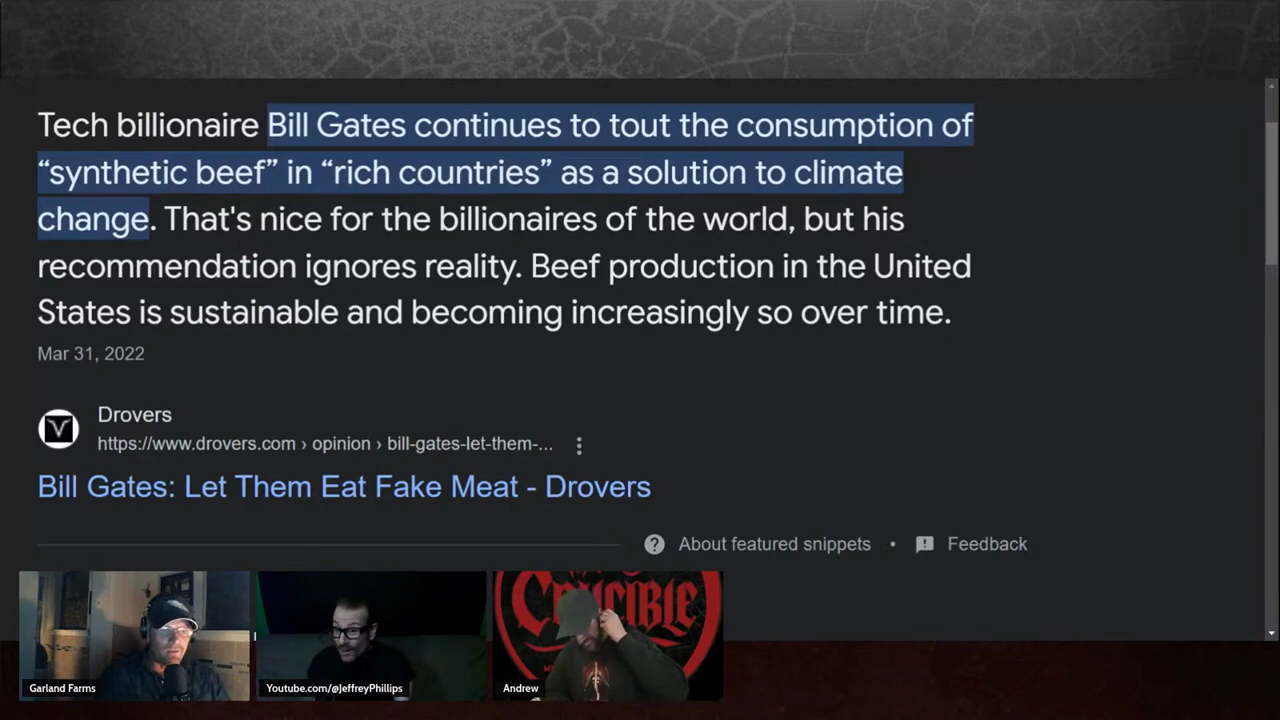 Tech billionaire Bill Gates continues to tout the consumption of
“synthetic beef” in “rich countries” as a solution to climate
change. That's nice for the billionaires of the world, but his
recommendation ignores reality. Beef production in the United
States is sustainable and becoming increasingly so over time.
Mar 31, 2022
Drovers
https://www.drovers.com › opinion › bill-gates-let-them-...
Bill Gates: Let Them Eat Fake Meat - Drovers
About featured snippets • Feedback
CRUCIBLE
Garland Farms
Youtube.com/@JeffreyPhillips
Andrew